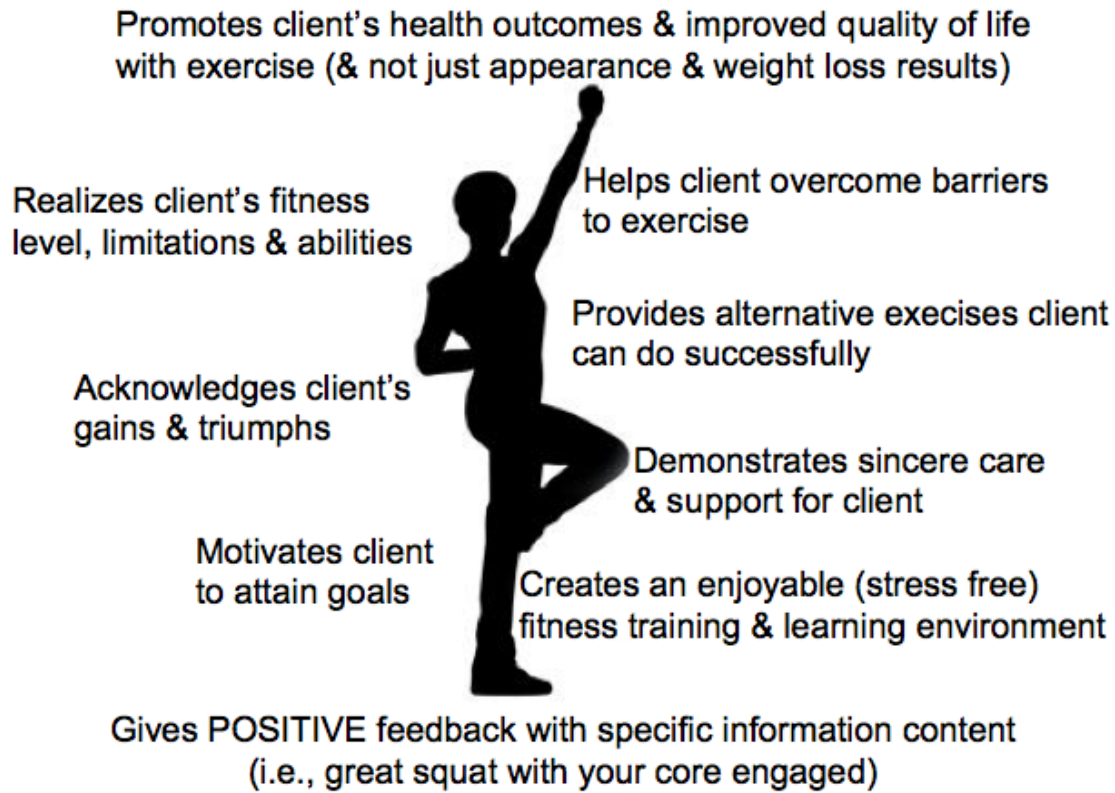 Promotes client's health outcomes & improved quality of life
with exercise (& not just appearance & weight loss results)
Realizes client's fitness
level, limitations & abilities
Helps client overcome barriers
to exercise
Provides alternative execises client
can do successfully
Acknowledges client's
gains & triumphs
Demonstrates sincere care
& support for client
Motivates client
to attain goals
Creates an enjoyable (stress free)
fitness training & learning environment
Gives POSITIVE feedback with specific information content
(i.e., great squat with your core engaged)